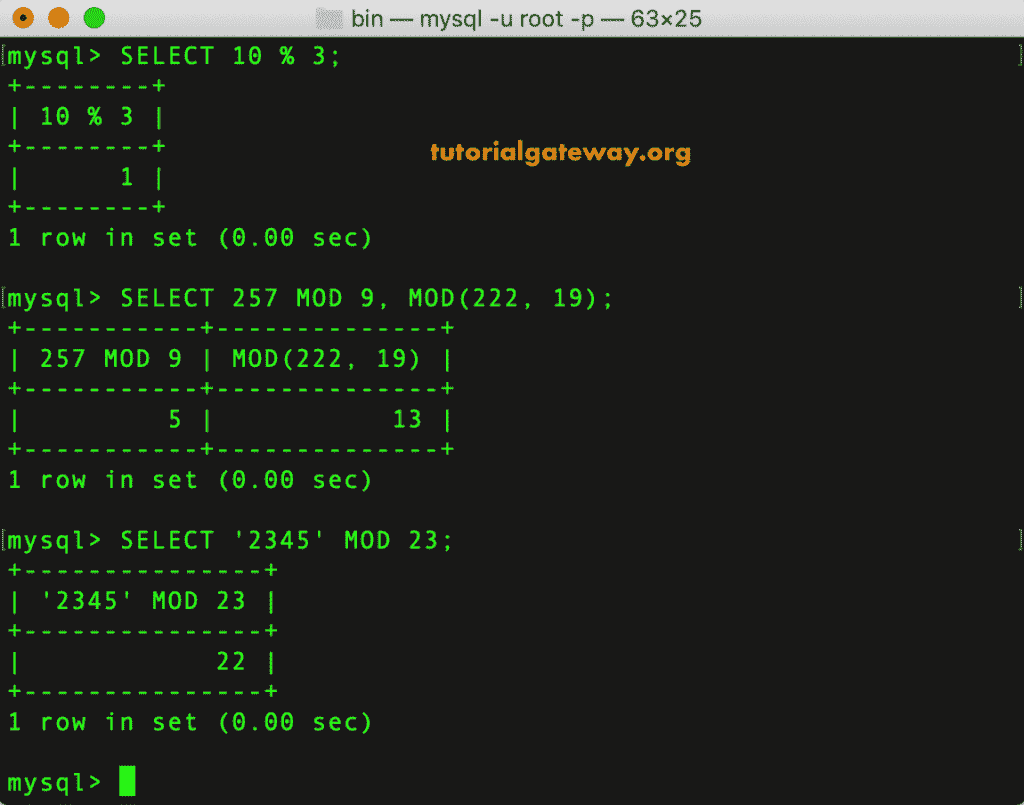 bin — mysql -u root -p — 63×25
mysql> SELECT 10 % 3;
+--------+
| 10 % 3 |
+--------+
|      1 |
+--------+
1 row in set (0.00 sec)
tutorialgateway.org
mysql> SELECT 257 MOD 9, MOD(222, 19);
+-----------+--------------+
| 257 MOD 9 | MOD(222, 19) |
+-----------+--------------+
|         5 |           13 |
+-----------+--------------+
1 row in set (0.00 sec)
mysql> SELECT '2345' MOD 23;
+---------------+
| '2345' MOD 23 |
+---------------+
|            22 |
+---------------+
1 row in set (0.00 sec)
mysql>